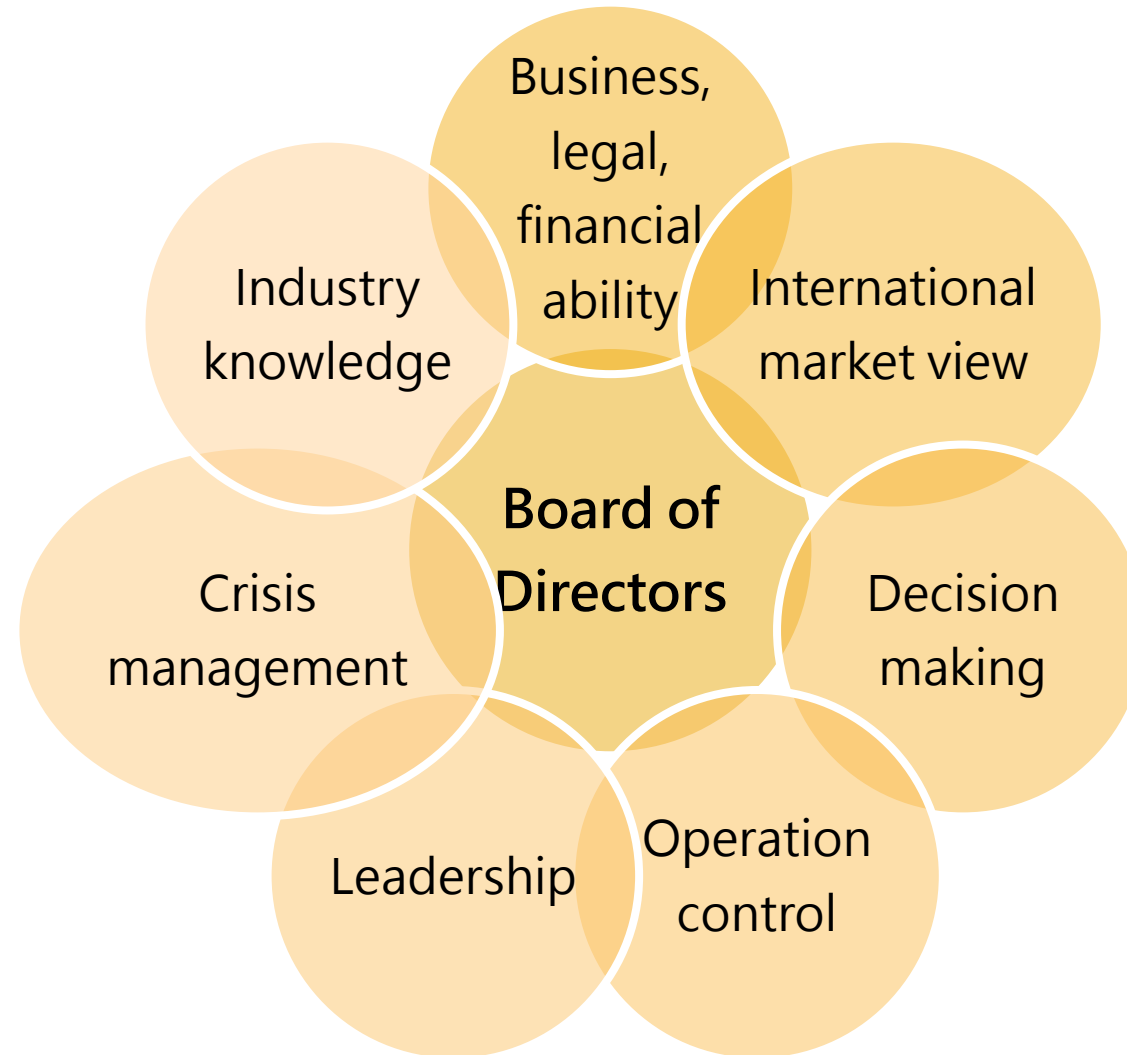 Business,
legal,
financial
ability
International
market view
Decision
making
Operation
control
Leadership
Crisis
management
Industry
knowledge
Board of
Directors